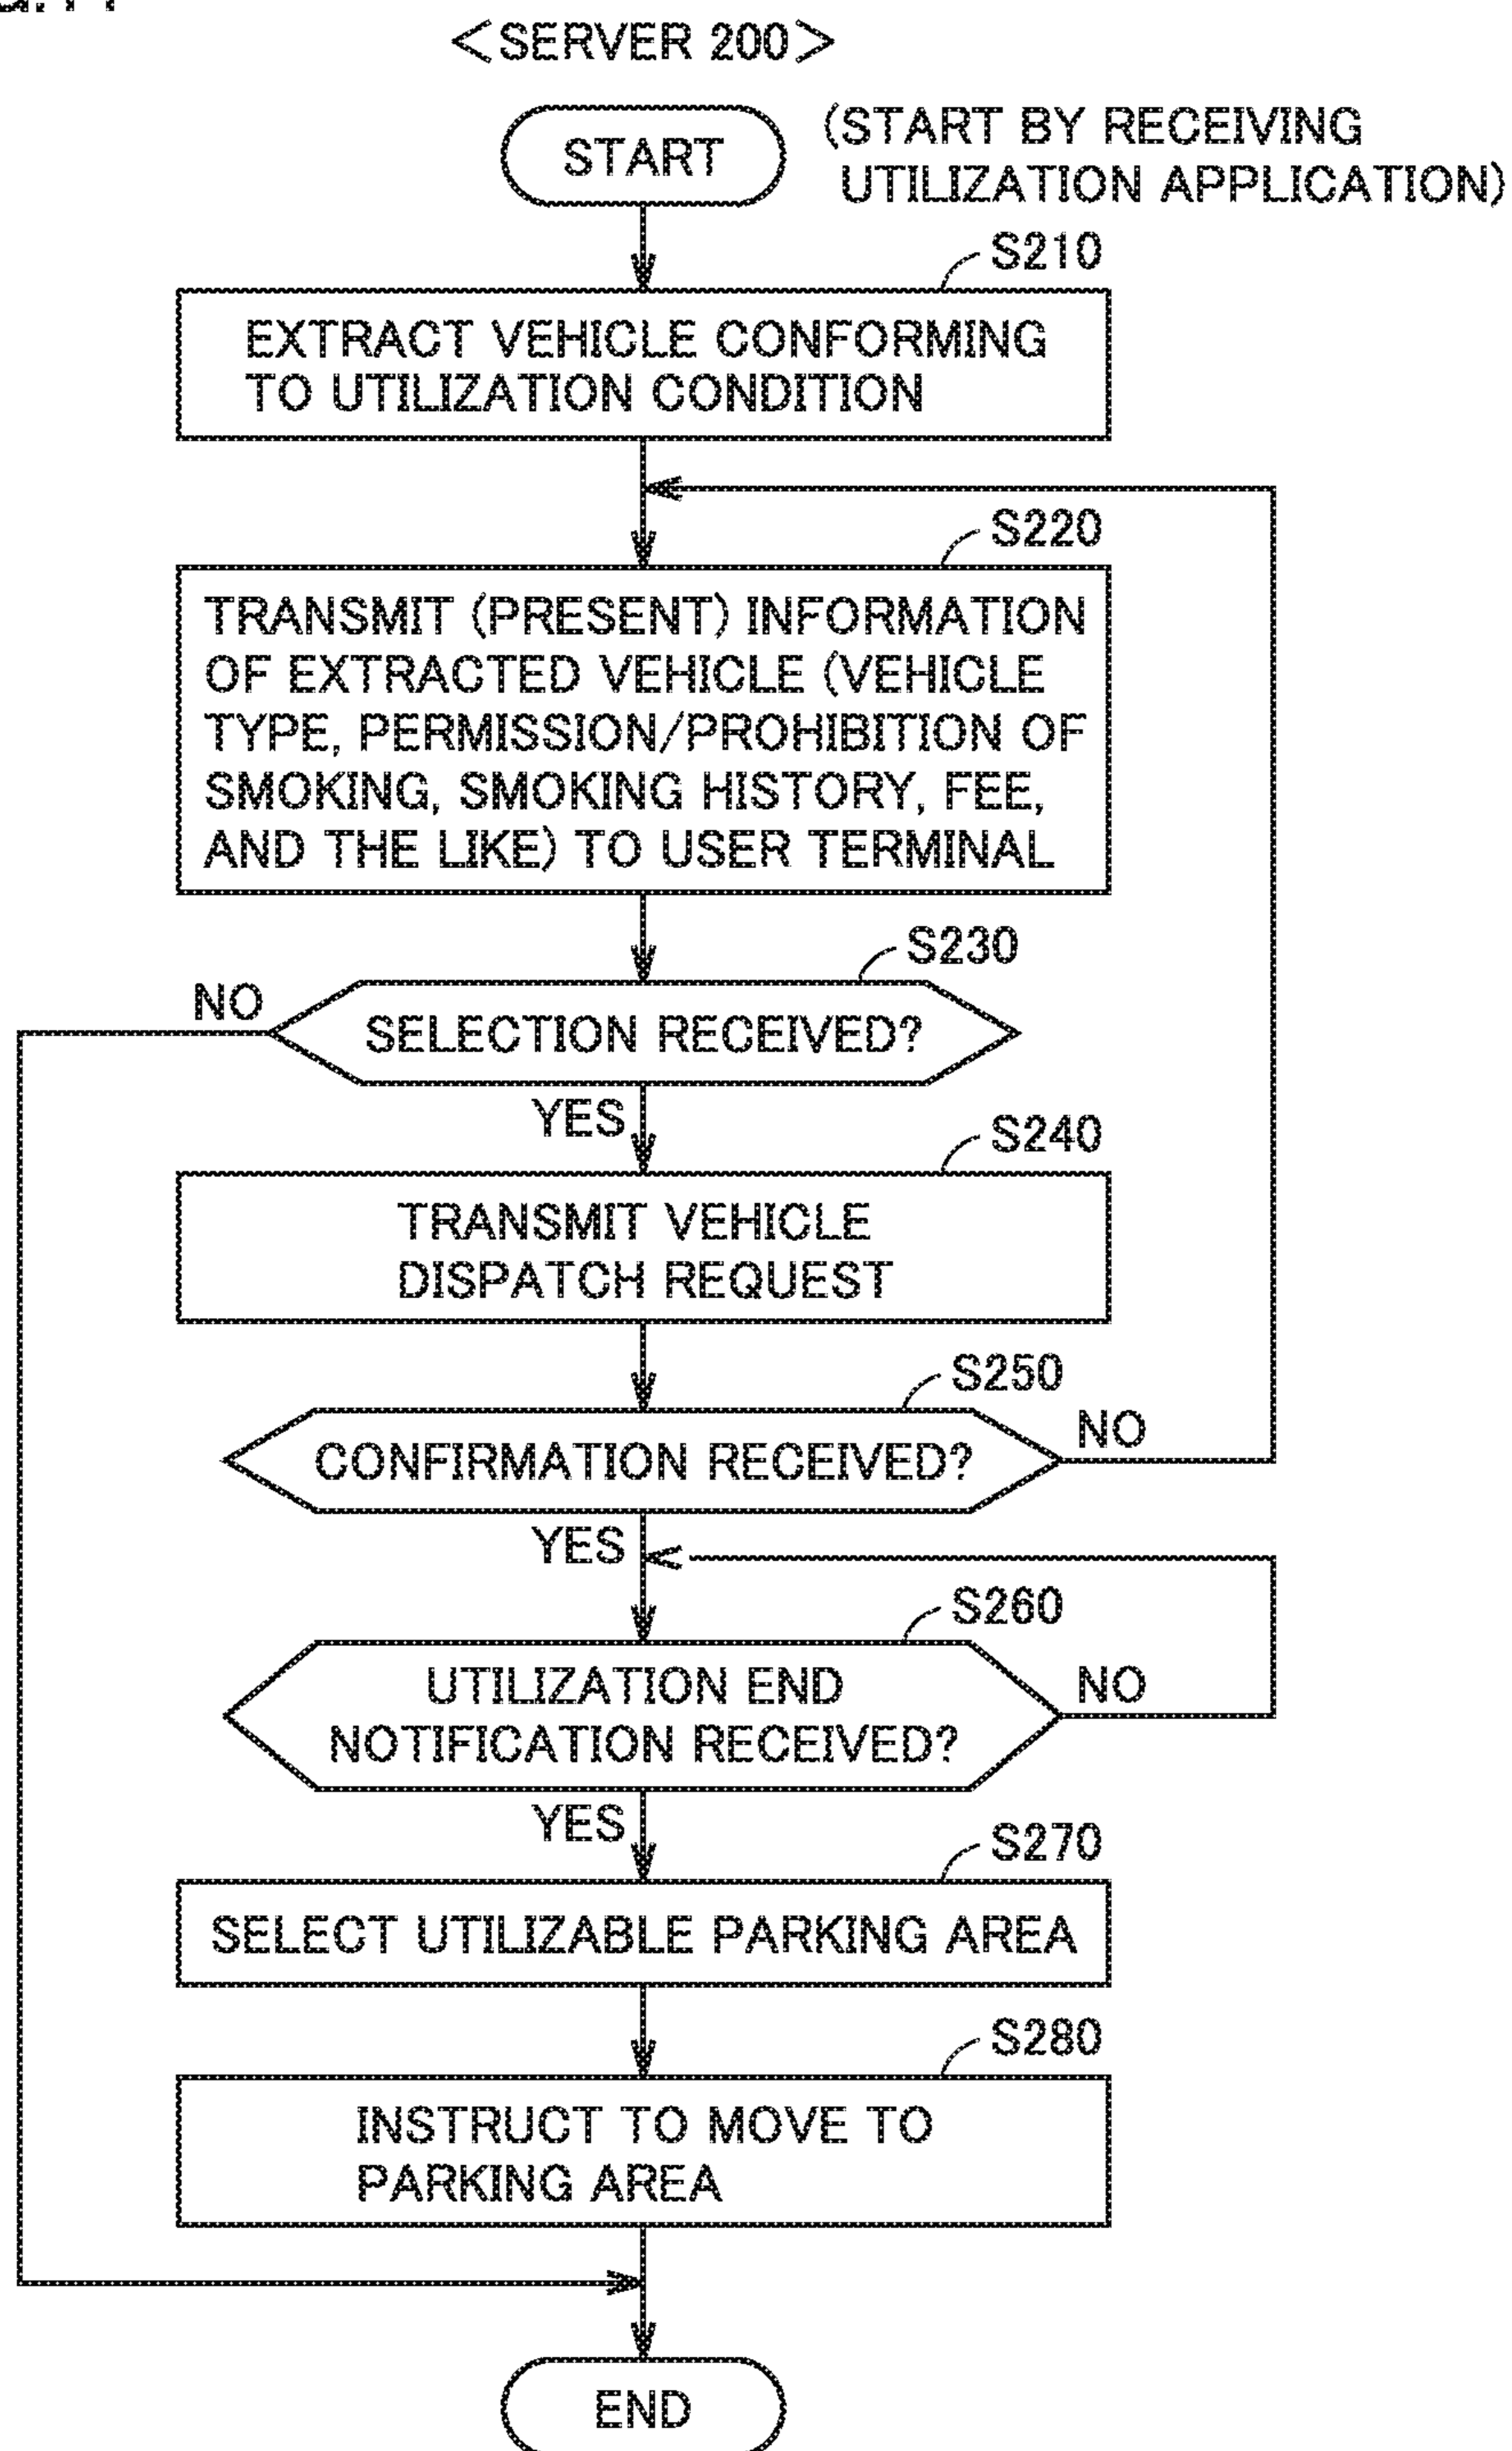 <SERVER 200>
START
(START BY RECEIVING
UTILIZATION APPLICATION)
S210
EXTRACT VEHICLE CONFORMING
TO UTILIZATION CONDITION
S220
TRANSMIT (PRESENT) INFORMATION
OF EXTRACTED VEHICLE (VEHICLE
TYPE, PERMISSION/PROHIBITION OF
SMOKING, SMOKING HISTORY, FEE,
AND THE LIKE) TO USER TERMINAL
S230
NO
SELECTION RECEIVED?
YES
S240
TRANSMIT VEHICLE
DISPATCH REQUEST
S250
CONFIRMATION RECEIVED?
NO
YES
S260
UTILIZATION END
NOTIFICATION RECEIVED?
NO
YES
S270
SELECT UTILIZABLE PARKING AREA
S280
INSTRUCT TO MOVE TO
PARKING AREA
END